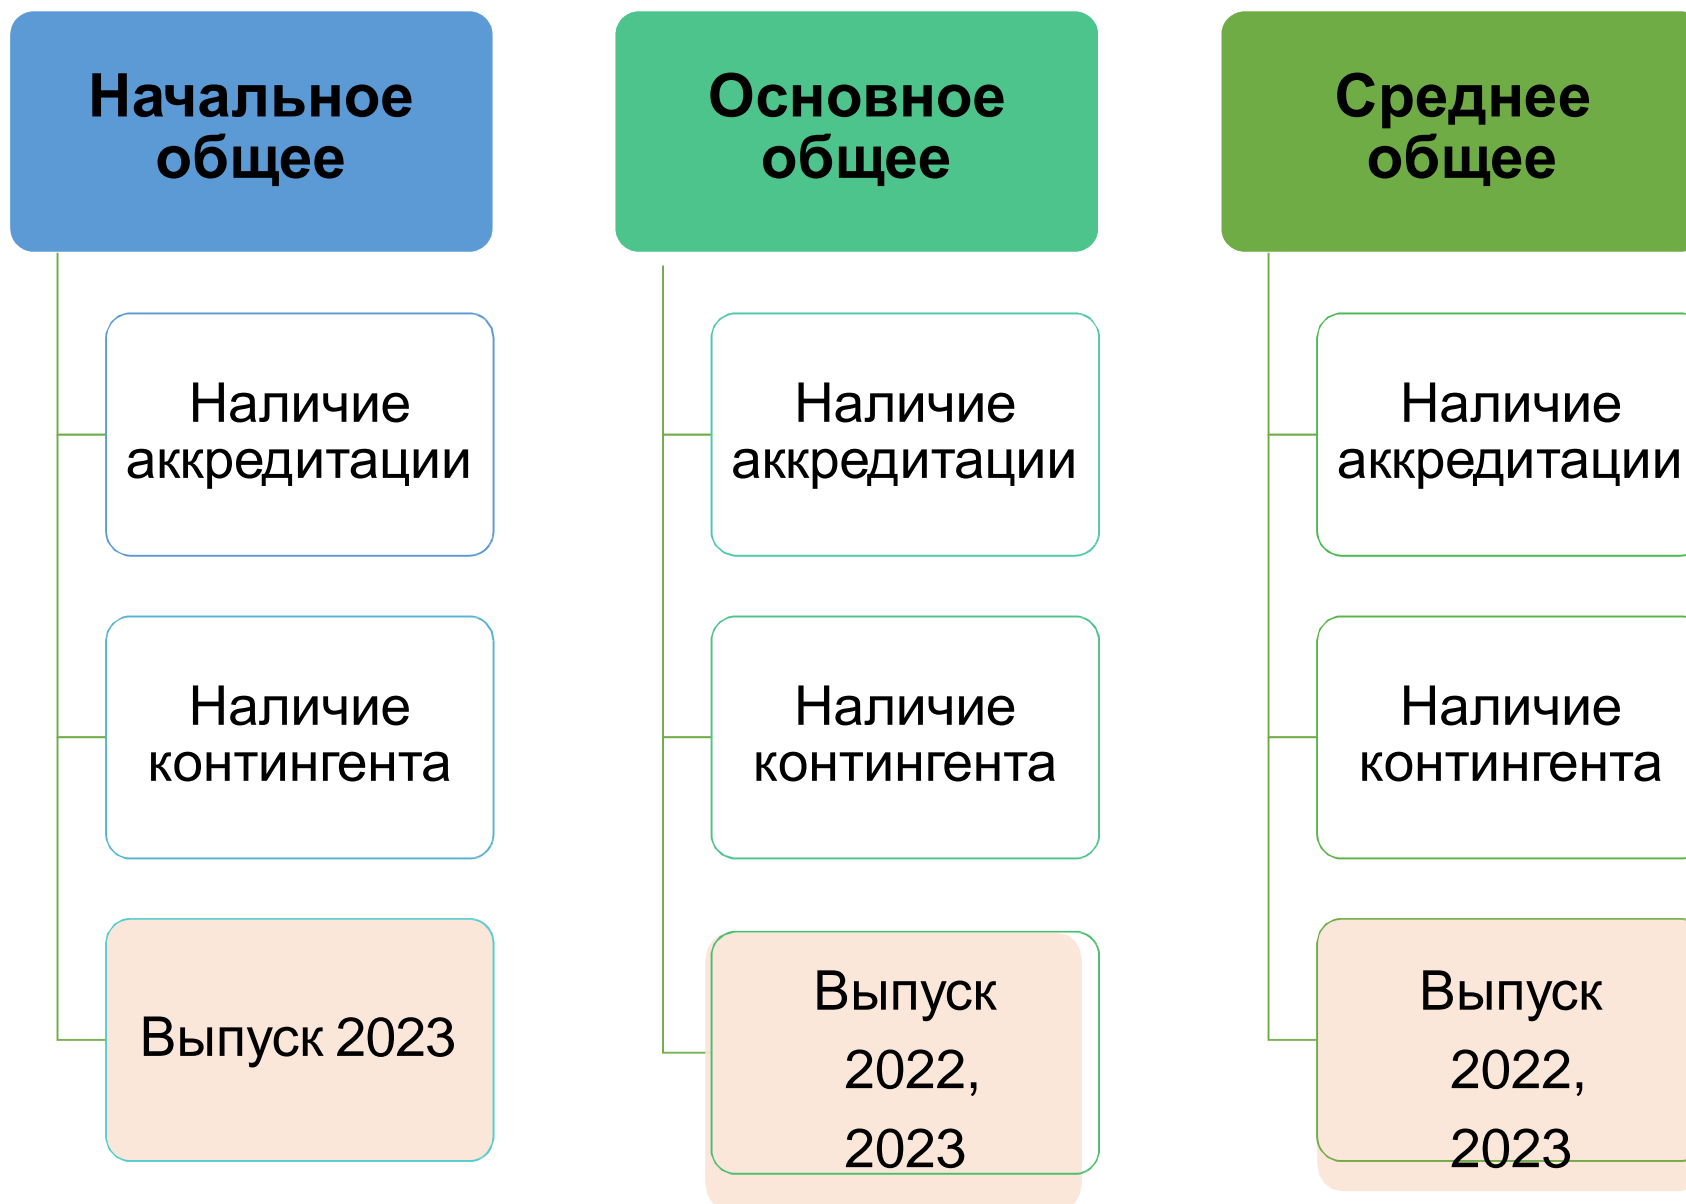 Начальное
общее
Наличие
аккредитации
Наличие
контингента
Выпуск 2023
Основное
общее
Наличие
аккредитации
Наличие
контингента
Выпуск
2022,
2023
Среднее
общее
Наличие
аккредитации
Наличие
контингента
Выпуск
2022,
2023